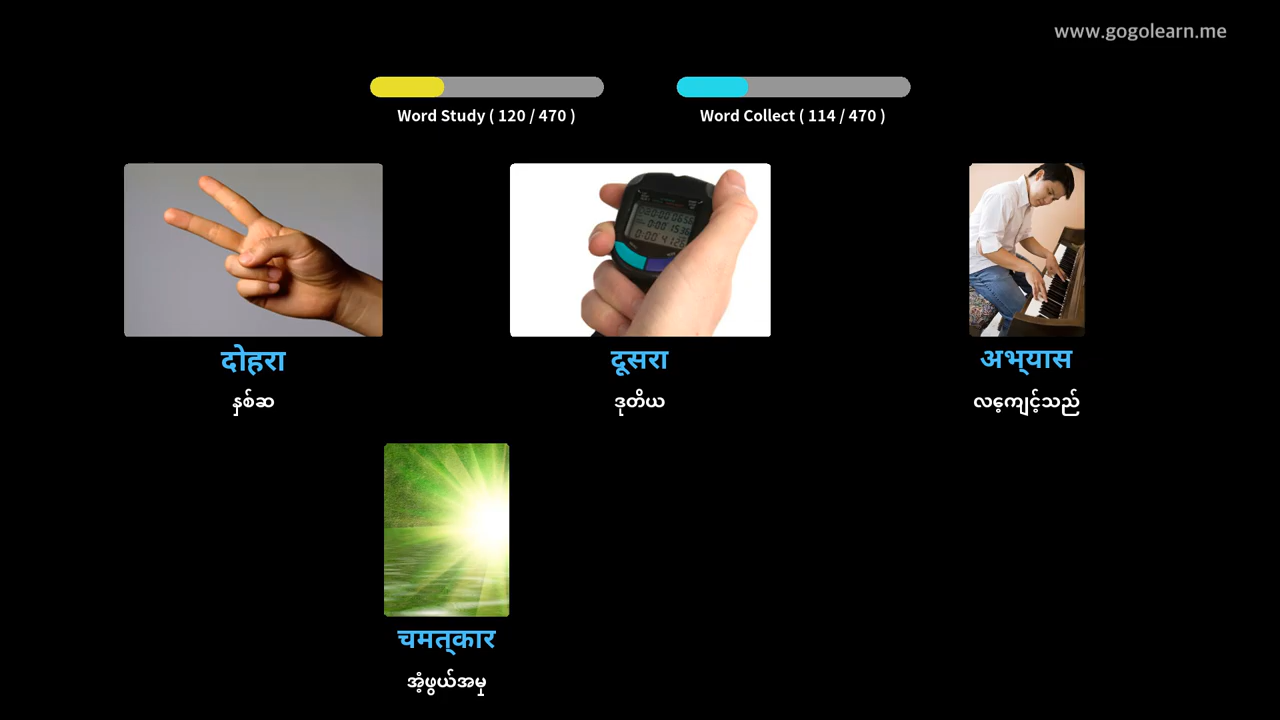 www.gogolearn.me
Word Study ( 120 / 470 )
Word Collect ( 114 / 470 )
दोहरा
दूसरा
अभ्यास
နှစ်ဆ
ဒုတိယ
လေ့ကျင့်သည်
चमत्कार
အံ့ဖွယ်အမှု